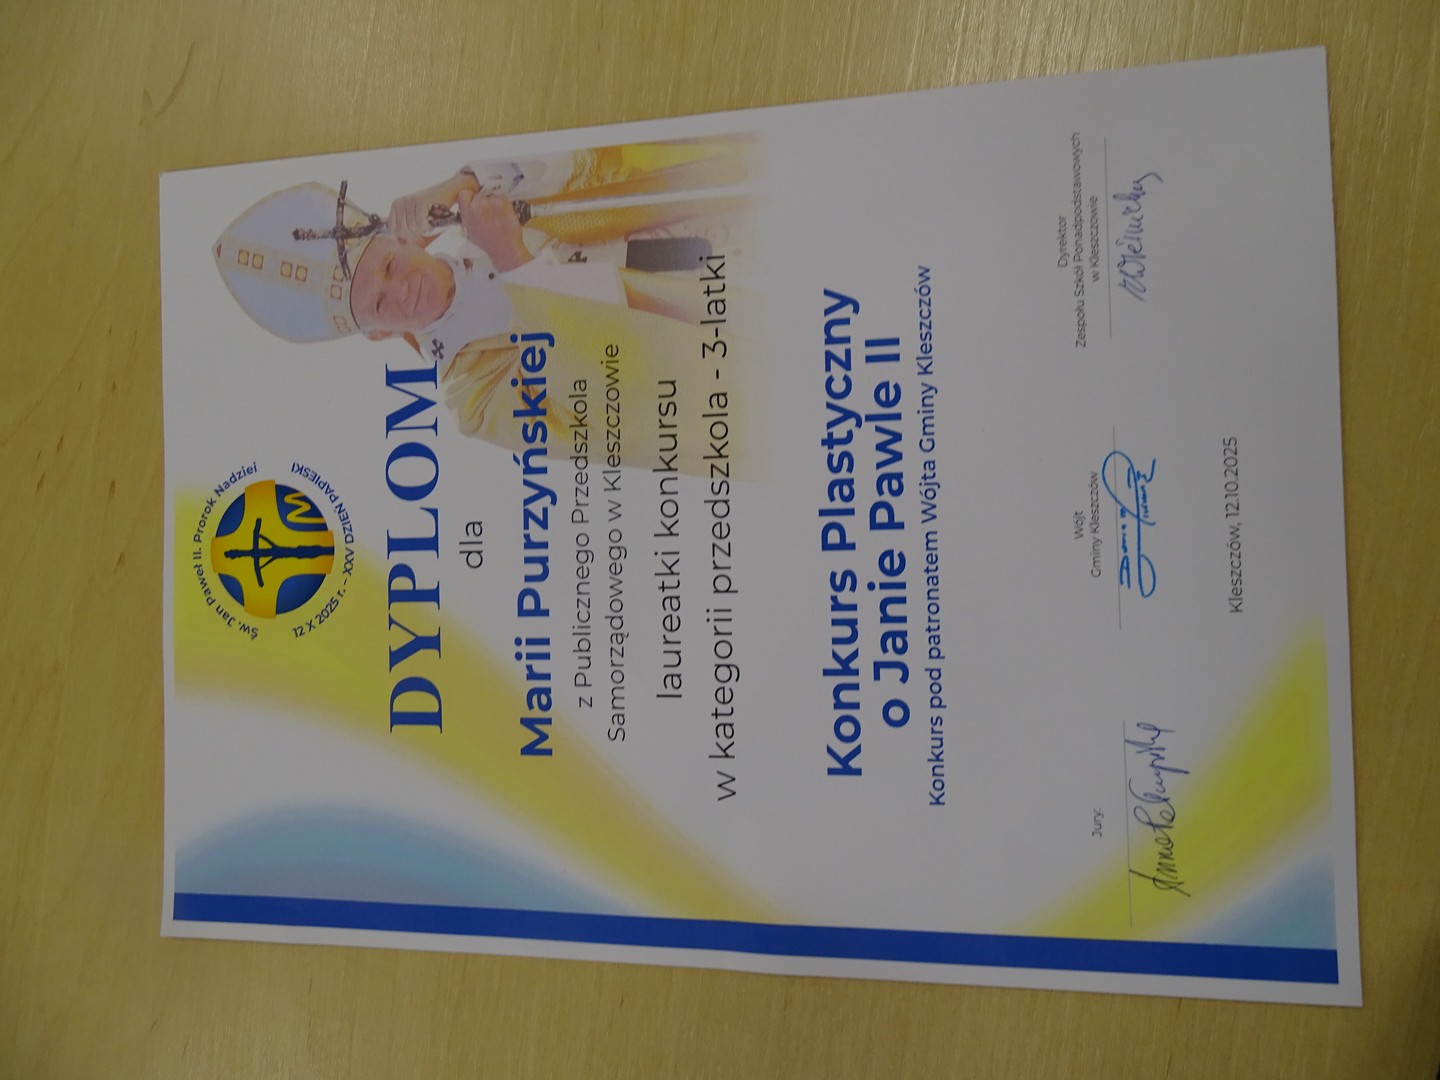 Św. Jan Paweł II. Prorok Nadziei
12 X 2025 r. - XXV DZIEŃ PAPIESKI
DYPLOM
dla
Marii Purzyńskiej
z Publicznego Przedszkola
Samorządowego w Kleszczowie
laureatki konkursu
w kategorii przedszkola - 3-latki
Konkurs Plastyczny
o Janie Pawle II
Konkurs pod patronatem Wójta Gminy Kleszczów
Jury:
Wójt
Gminy Kleszczów
Dyrektor
Zespołu Szkół Ponadpodstawowych
w Kleszczowie
Kleszczów, 12.10.2025